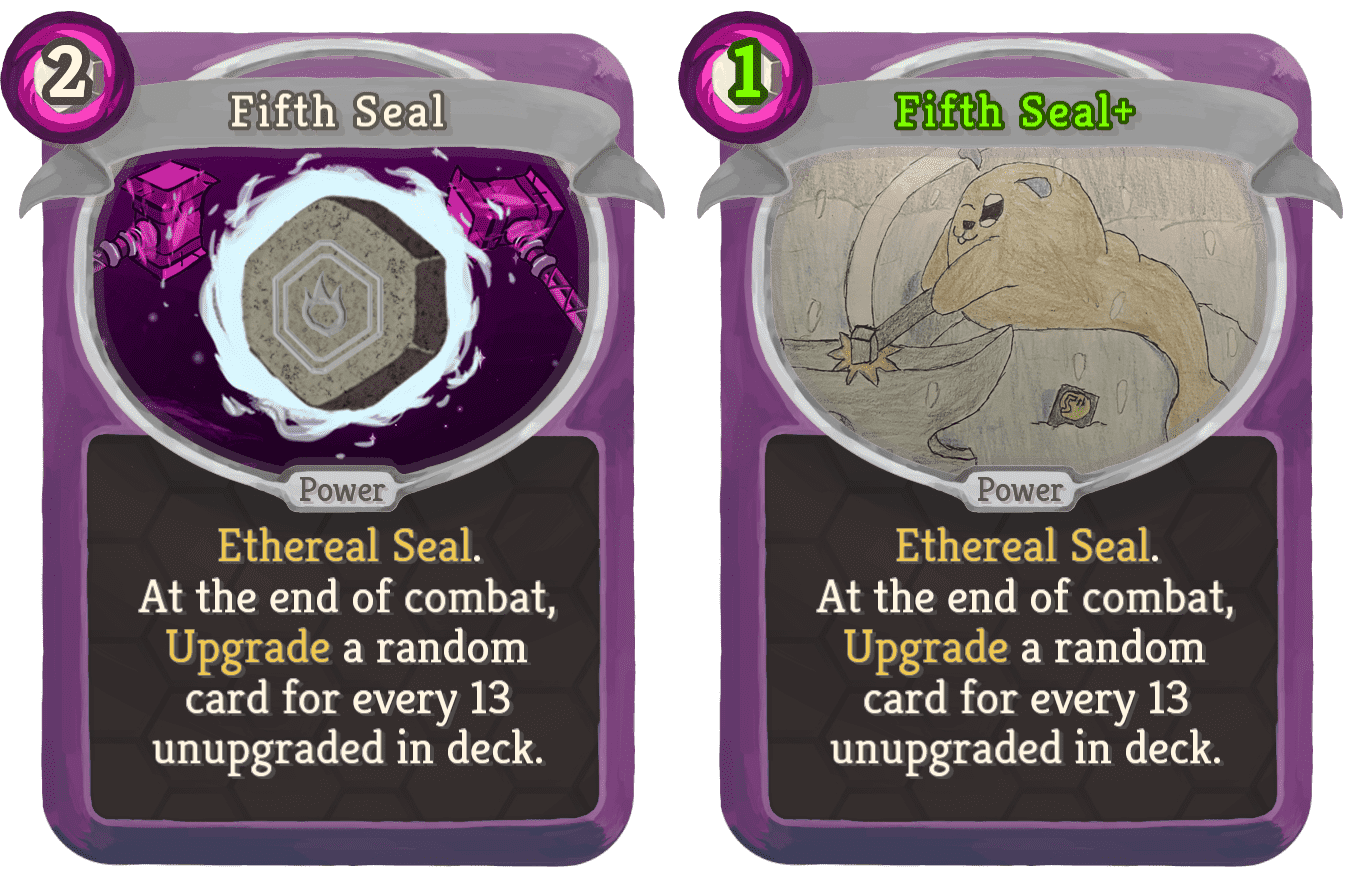 2
Fifth Seal
Power
Ethereal Seal.
At the end of combat,
Upgrade a random
card for every 13
unupgraded in deck.
1
Fifth Seal+
Power
Ethereal Seal.
At the end of combat,
Upgrade a random
card for every 13
unupgraded in deck.